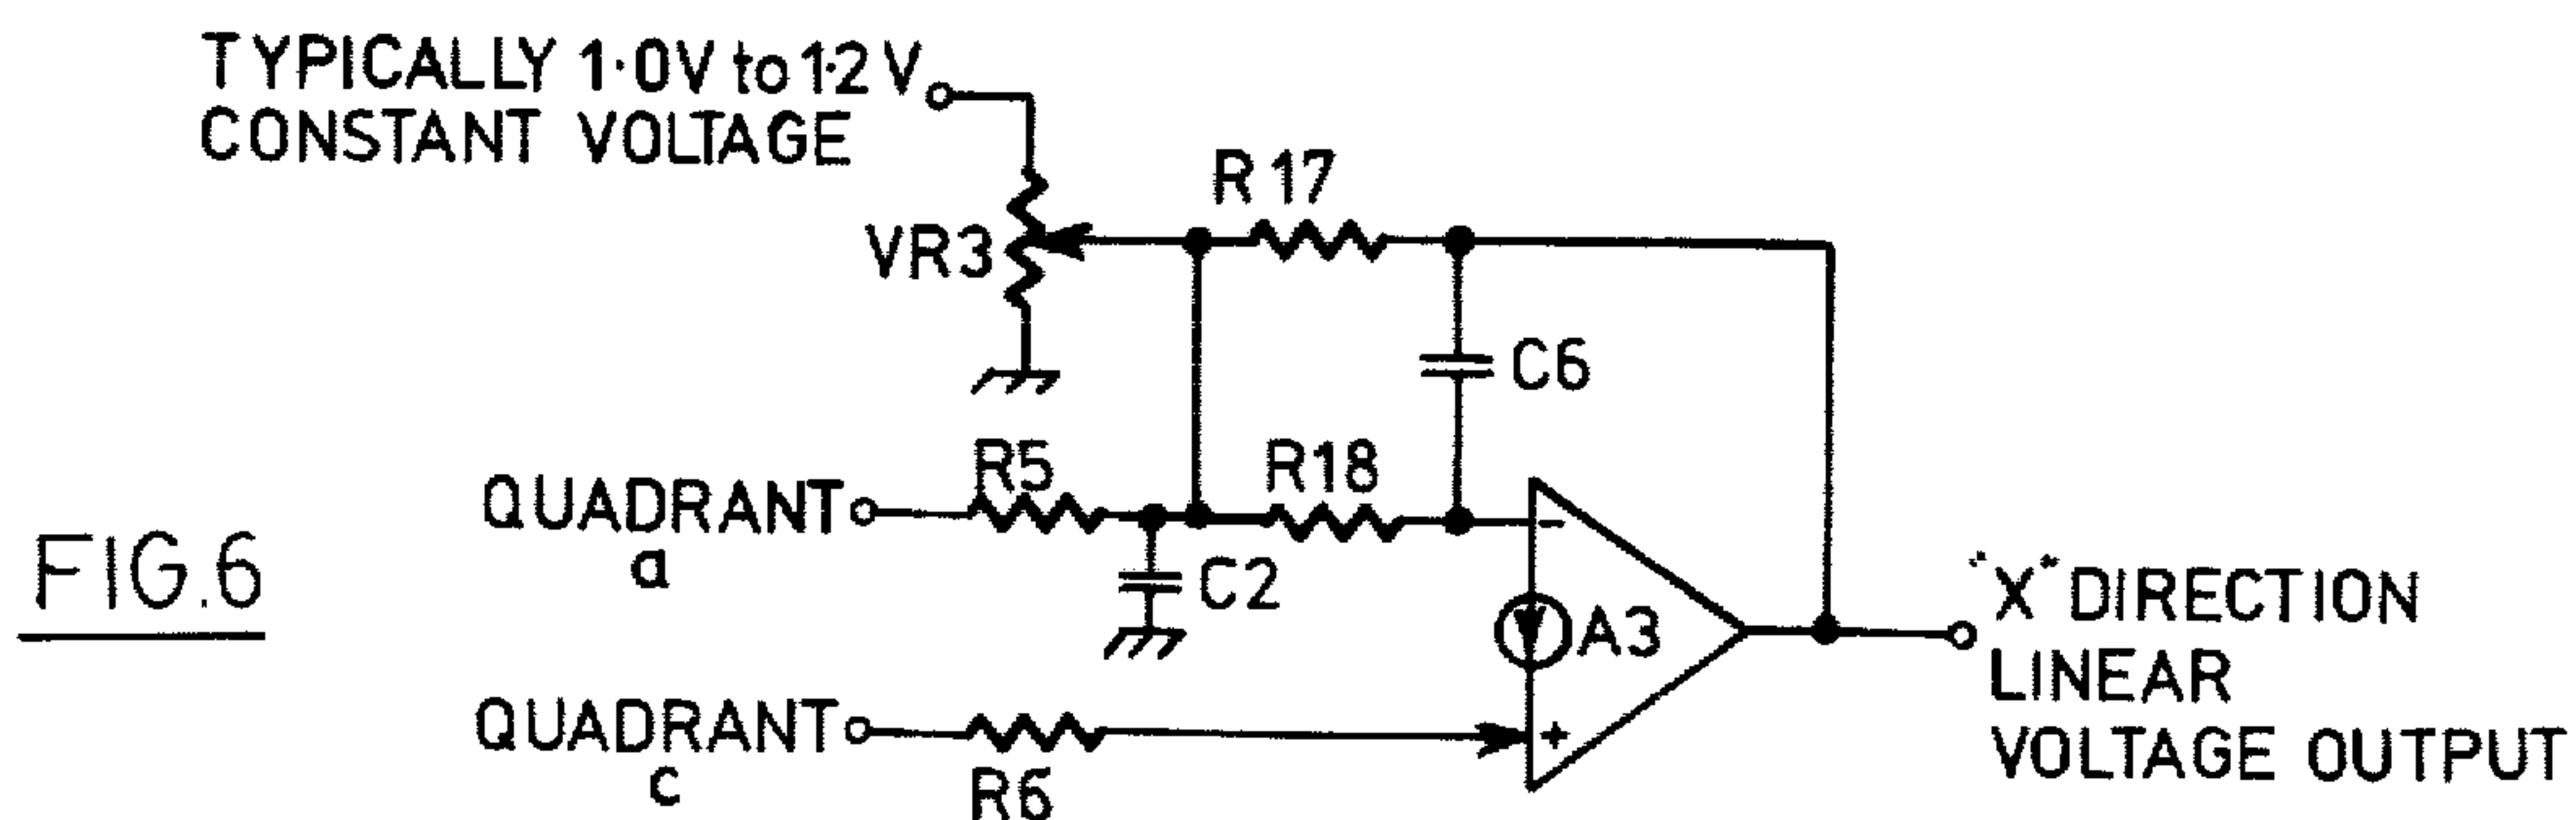 TYPICALLY 1·0V to 1·2 V
CONSTANT VOLTAGE
R 17
VR3
C6
R5
R18
QUADRANT
a
C2
FIG.6
-
A3
"X" DIRECTION
LINEAR
VOLTAGE OUTPUT
QUADRANT
c
R6
+